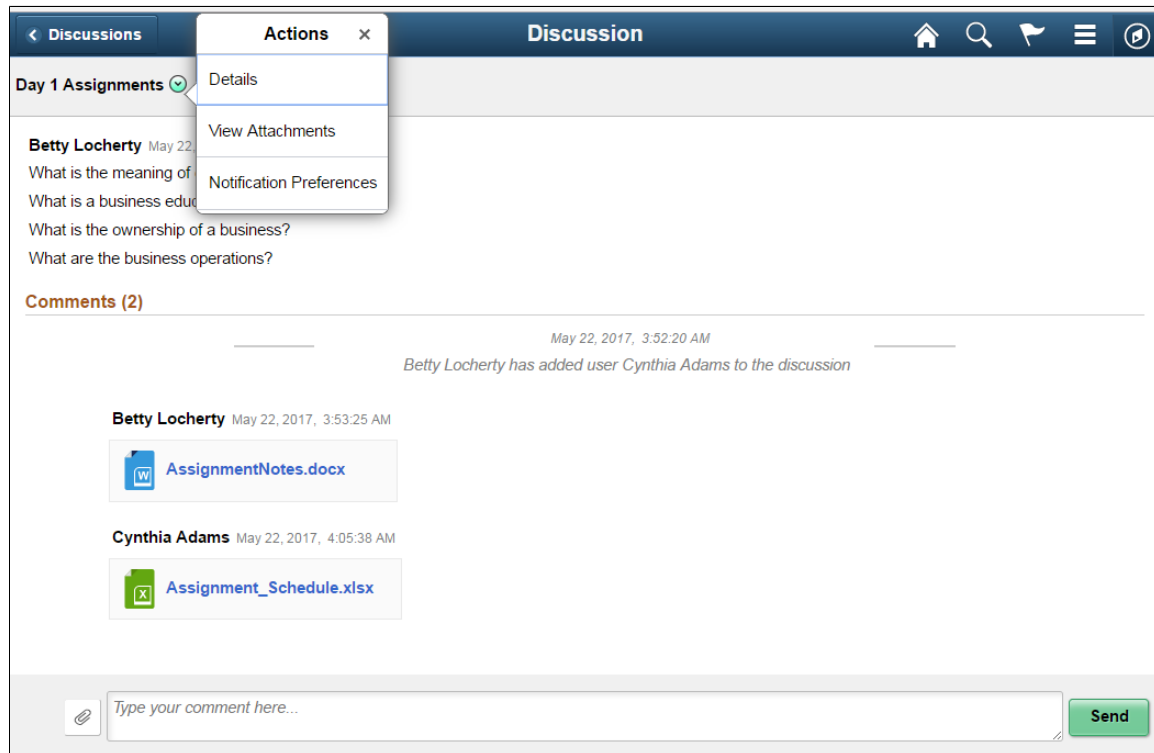 Discussions
Actions ×
Discussion
Day 1 Assignments
Details
View Attachments
Notification Preferences
Betty Locherty May 22,
What is the meaning of
What is a business educ
What is the ownership of a business?
What are the business operations?
Comments (2)
May 22, 2017, 3:52:20 AM
Betty Locherty has added user Cynthia Adams to the discussion
Betty Locherty May 22, 2017, 3:53:25 AM
W AssignmentNotes.docx
Cynthia Adams May 22, 2017, 4:05:38 AM
X Assignment_Schedule.xlsx
Type your comment here...
Send